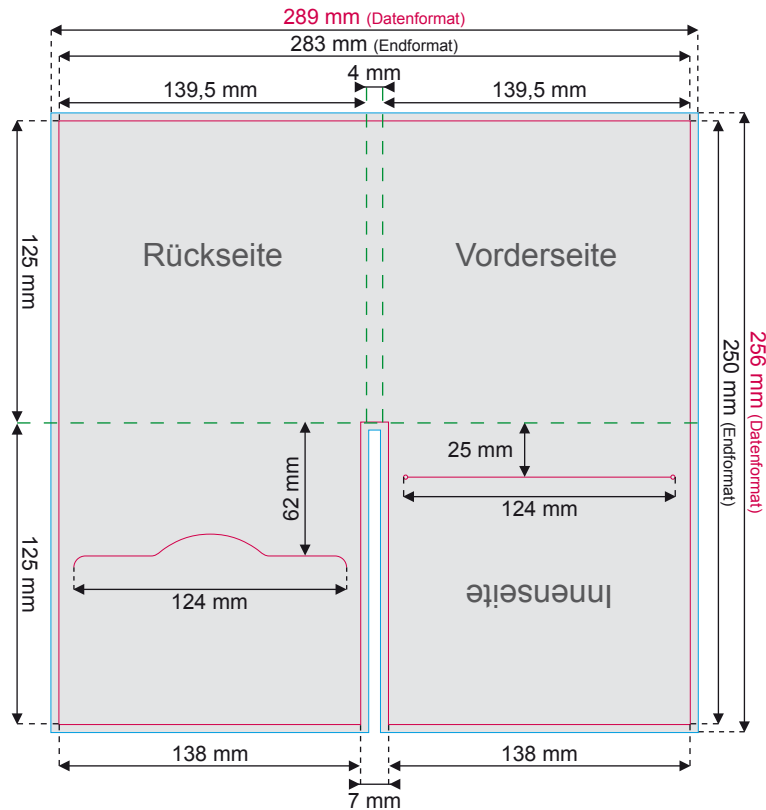 289 mm (Datenformat)
283 mm (Endformat)
4 mm
139,5 mm
139,5 mm
125 mm
Rückseite
Vorderseite
250 mm (Endformat)
256 mm (Datenformat)
25 mm
62 mm
124 mm
125 mm
124 mm
Innenseite
138 mm
138 mm
7 mm